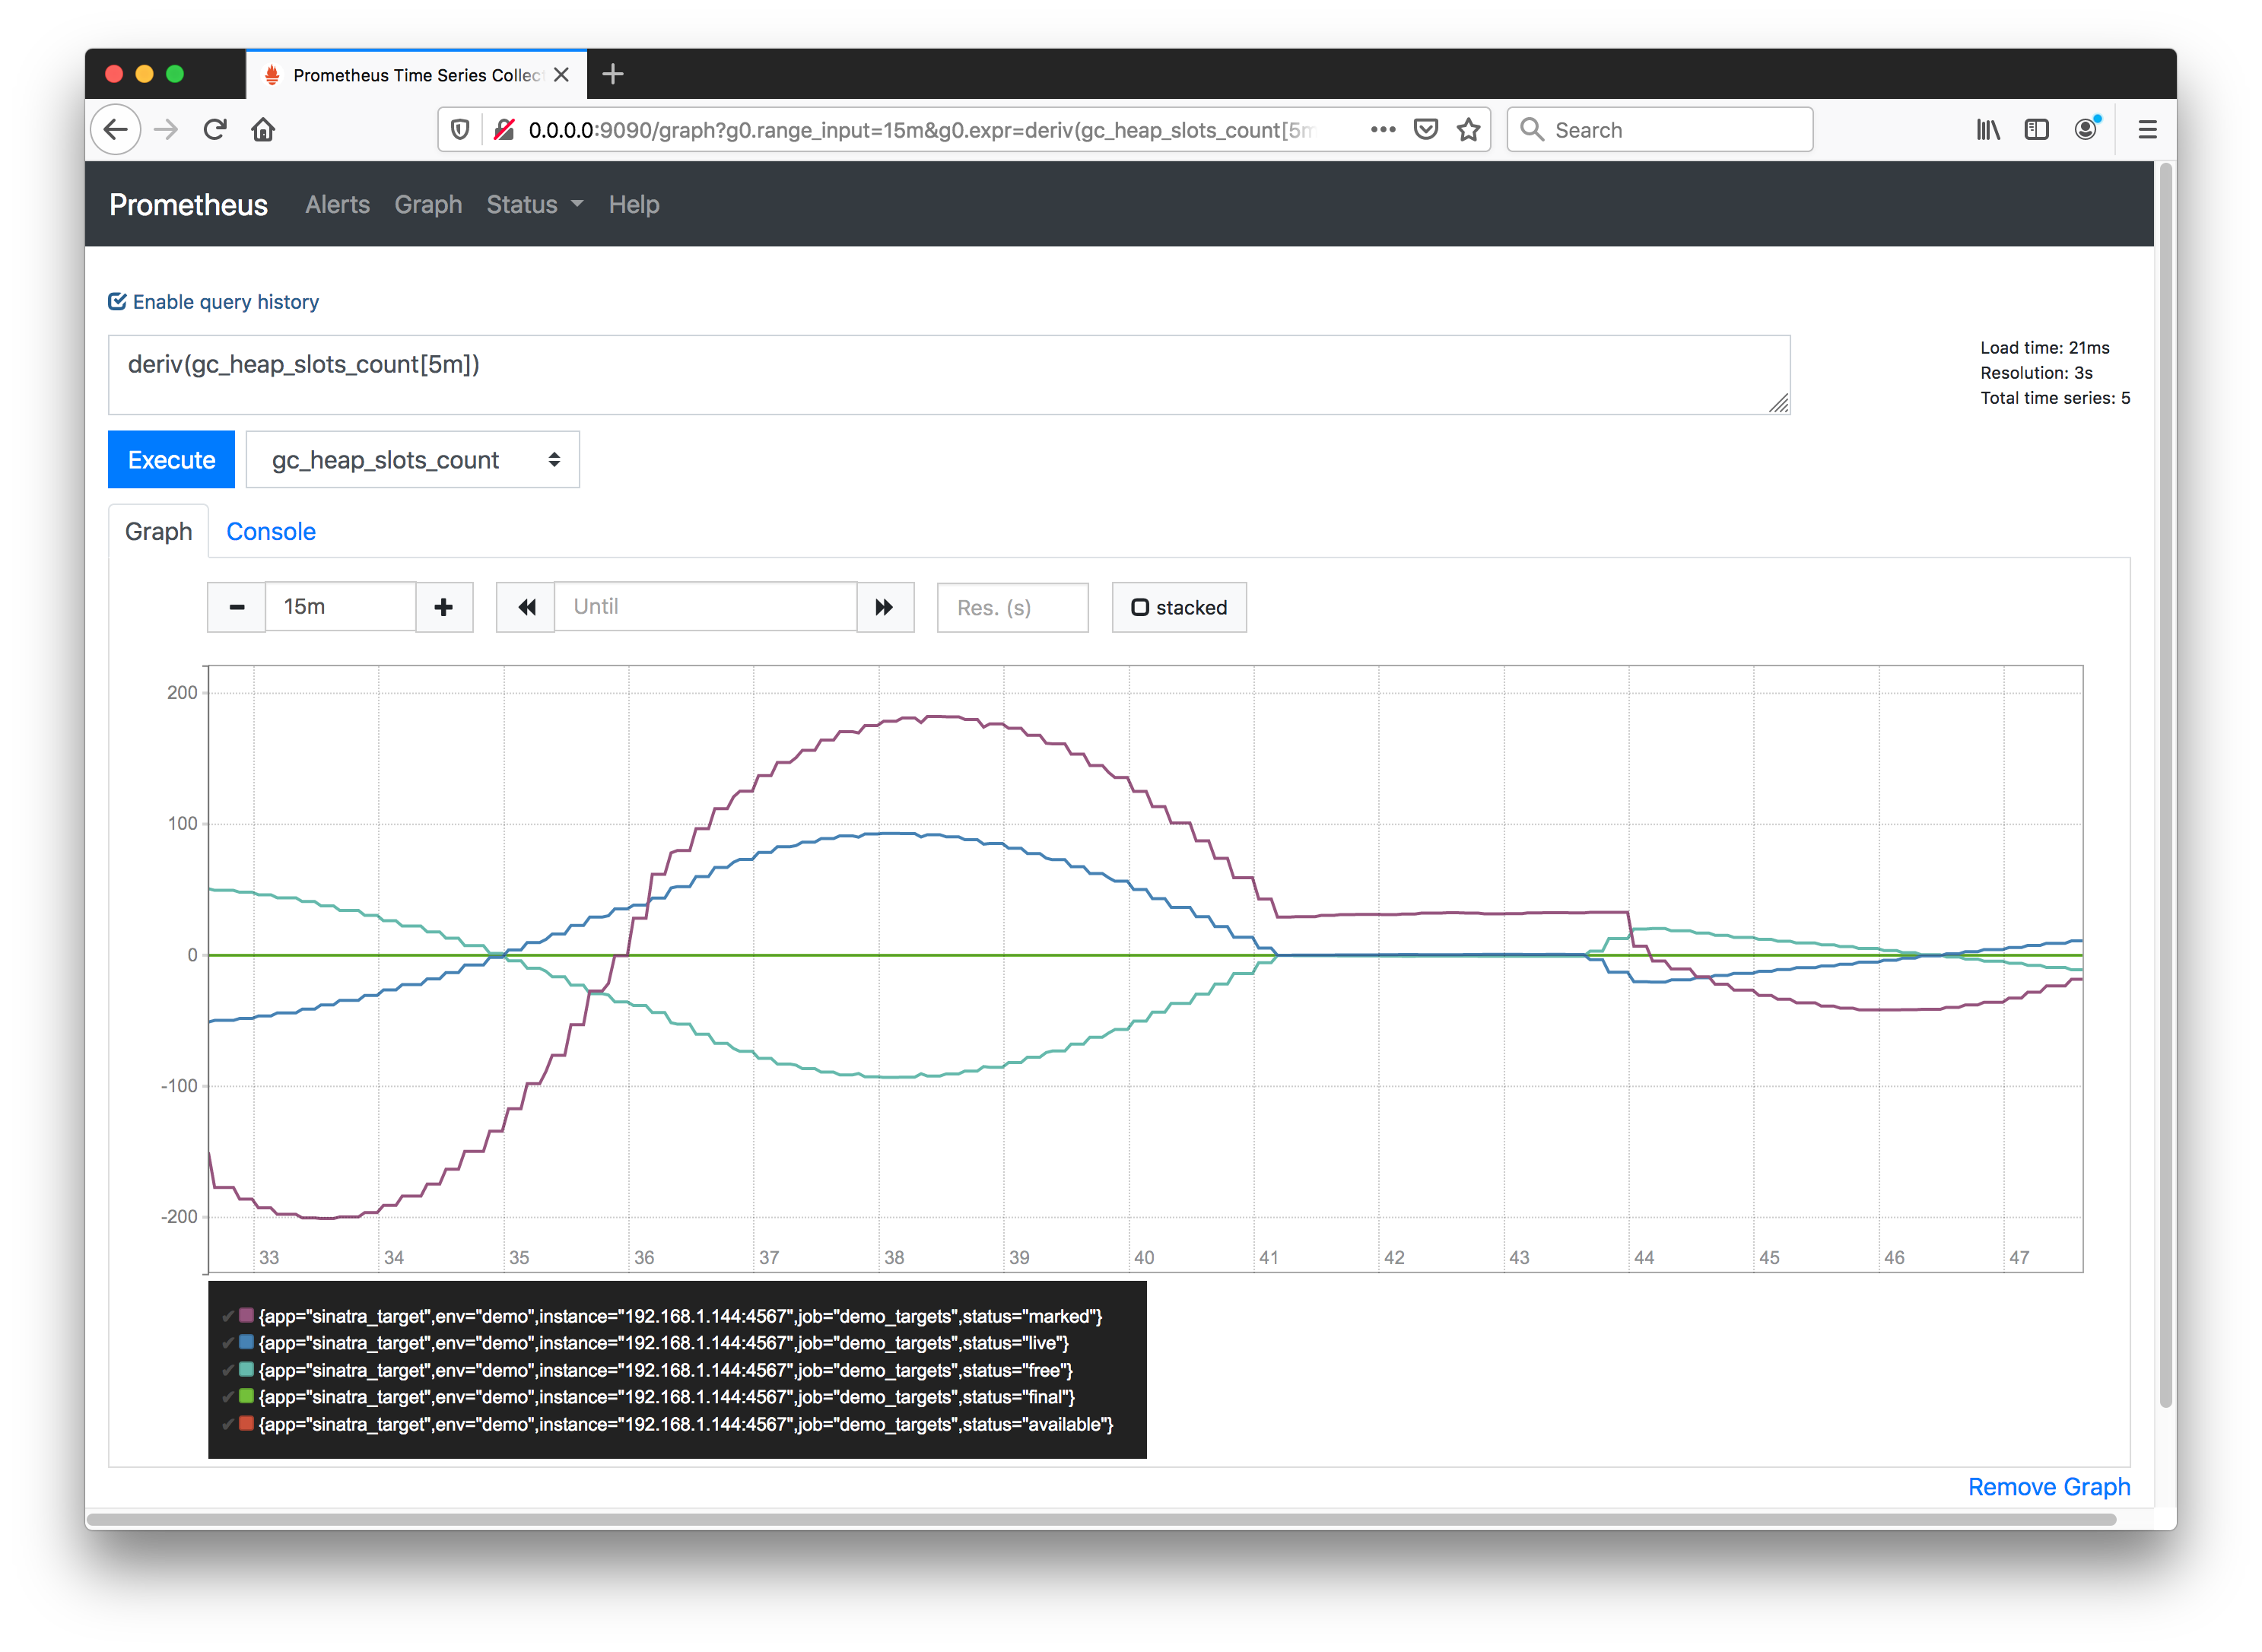 Prometheus Time Series Collec
0.0.0.0:9090/graph?g0.range_input=15m&g0.expr=deriv(gc_heap_slots_count[5m
Search
Prometheus Alerts Graph Status Help
Enable query history
deriv(gc_heap_slots_count[5m])
Load time: 21ms
Resolution: 3s
Total time series: 5
Execute gc_heap_slots_count
Graph Console
15m Until Res. (s) stacked
200
100
0
-100
-200
33 34 35 36 37 38 39 40 41 42 43 44 45 46 47
{app="sinatra_target",env="demo",instance="192.168.1.144:4567",job="demo_targets",status="marked"}
{app="sinatra_target",env="demo",instance="192.168.1.144:4567",job="demo_targets",status="live"}
{app="sinatra_target",env="demo",instance="192.168.1.144:4567",job="demo_targets",status="free"}
{app="sinatra_target",env="demo",instance="192.168.1.144:4567",job="demo_targets",status="final"}
{app="sinatra_target",env="demo",instance="192.168.1.144:4567",job="demo_targets",status="available"}
Remove Graph